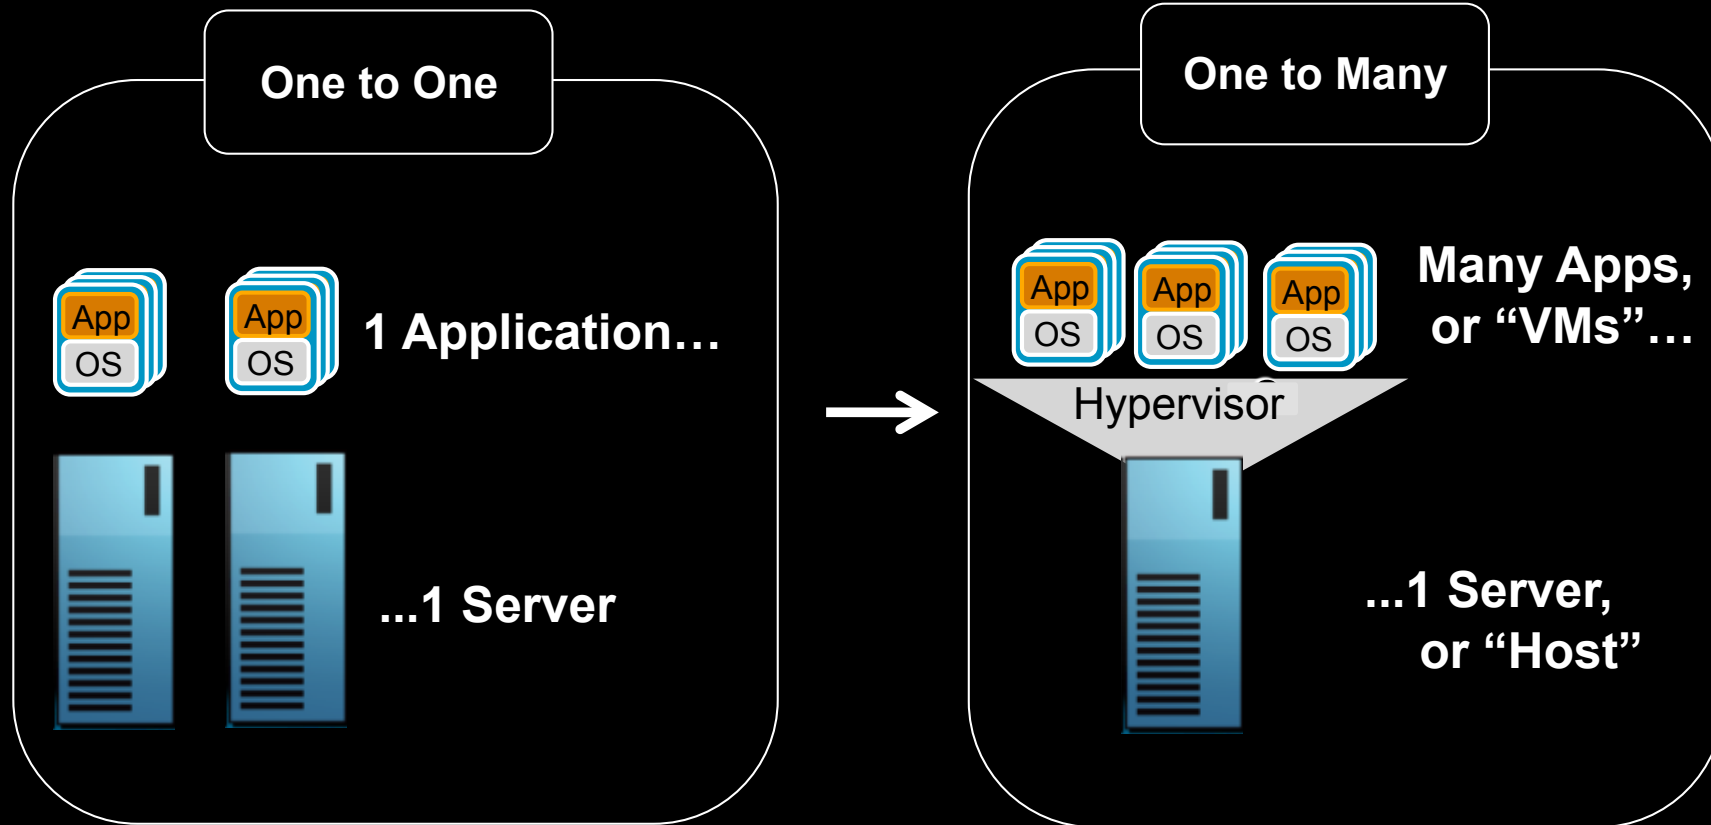 One to One
App
OS
App
OS
1 Application…
...1 Server
One to Many
App
OS
App
OS
App
OS
Many Apps,
or “VMs”…
Hypervisor
...1 Server,
or “Host”